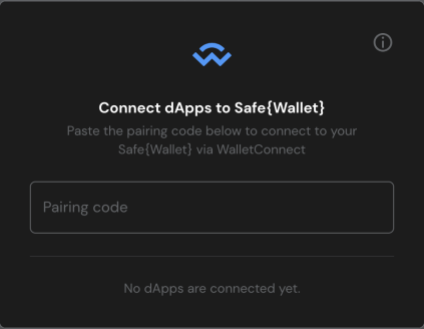 Connect dApps to Safe{Wallet}
Paste the pairing code below to connect to your
Safe{Wallet} via WalletConnect
Pairing code
No dApps are connected yet.